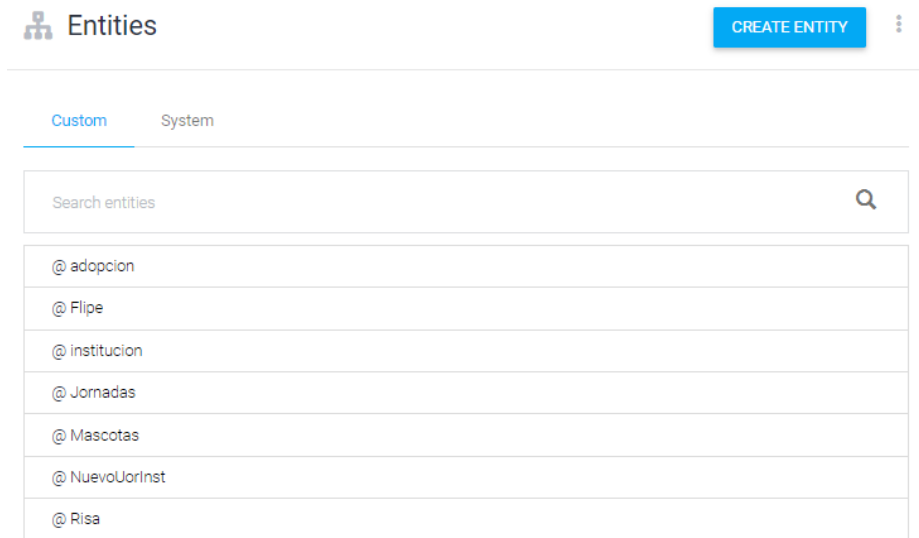 Entities
CREATE ENTITY
Custom System
Search entities
@ adopcion
@ Flipe
@ institucion
@ Jornadas
@ Mascotas
@ NuevoUorInst
@ Risa